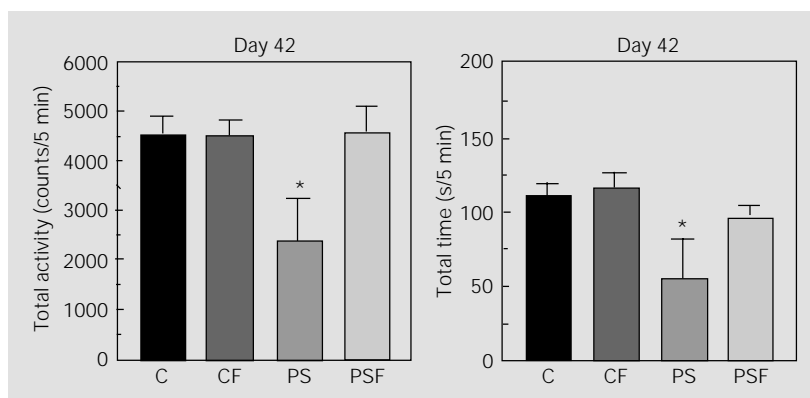 Day 42
Total activity (counts/5 min)
6000
5000
4000
3000
2000
1000
0
*
C CF PS PSF
Day 42
Total time (s/5 min)
200
150
100
50
0
*
C CF PS PSF